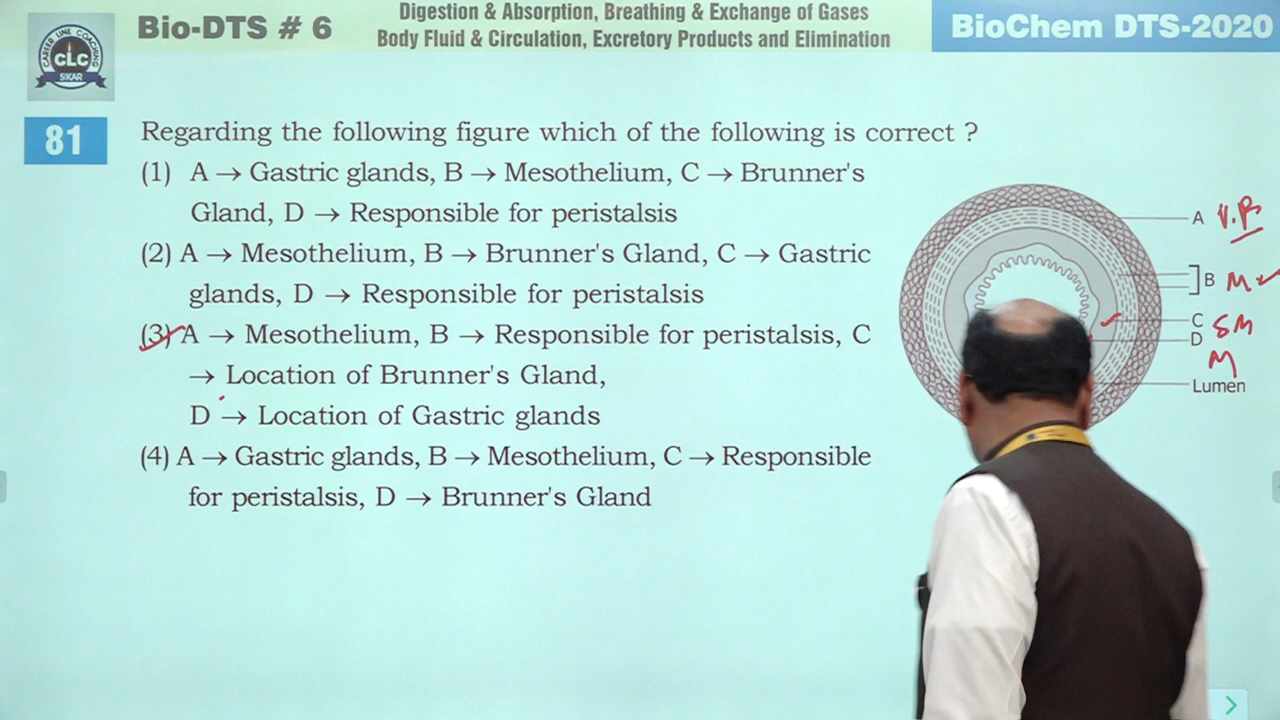 CAREER LINE COACHING
CLC
SIKAR
Bio-DTS # 6
Digestion & Absorption, Breathing & Exchange of Gases
Body Fluid & Circulation, Excretory Products and Elimination
BioChem DTS-2020
81
Regarding the following figure which of the following is correct ?
(1) A → Gastric glands, B → Mesothelium, C → Brunner's
Gland, D → Responsible for peristalsis
(2) A → Mesothelium, B → Brunner's Gland, C → Gastric
glands, D → Responsible for peristalsis
(3) A → Mesothelium, B → Responsible for peristalsis, C
→ Location of Brunner's Gland,
D → Location of Gastric glands
(4) A → Gastric glands, B → Mesothelium, C → Responsible
for peristalsis, D → Brunner's Gland
A V.P.
B M
C SM
D
M
Lumen